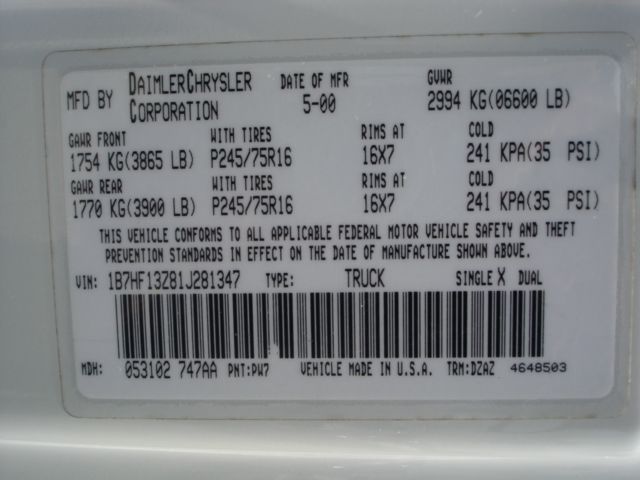 MFD BY DAIMLERCHRYSLER CORPORATION DATE OF MFR 5-00 GVWR 2994 KG(06600 LB)
GAWR FRONT WITH TIRES RIMS AT COLD
1754 KG(3865 LB) P245/75R16 16X7 241 KPA(35 PSI)
GAWR REAR WITH TIRES RIMS AT COLD
1770 KG(3900 LB) P245/75R16 16X7 241 KPA(35 PSI)
THIS VEHICLE CONFORMS TO ALL APPLICABLE FEDERAL MOTOR VEHICLE SAFETY AND THEFT
PREVENTION STANDARDS IN EFFECT ON THE DATE OF MANUFACTURE SHOWN ABOVE.
VIN: 1B7HF13Z81J281347 TYPE: TRUCK SINGLE X DUAL
MDH: 053102 747AA PNT:PW7 VEHICLE MADE IN U.S.A. TRM:DZAZ 4648503